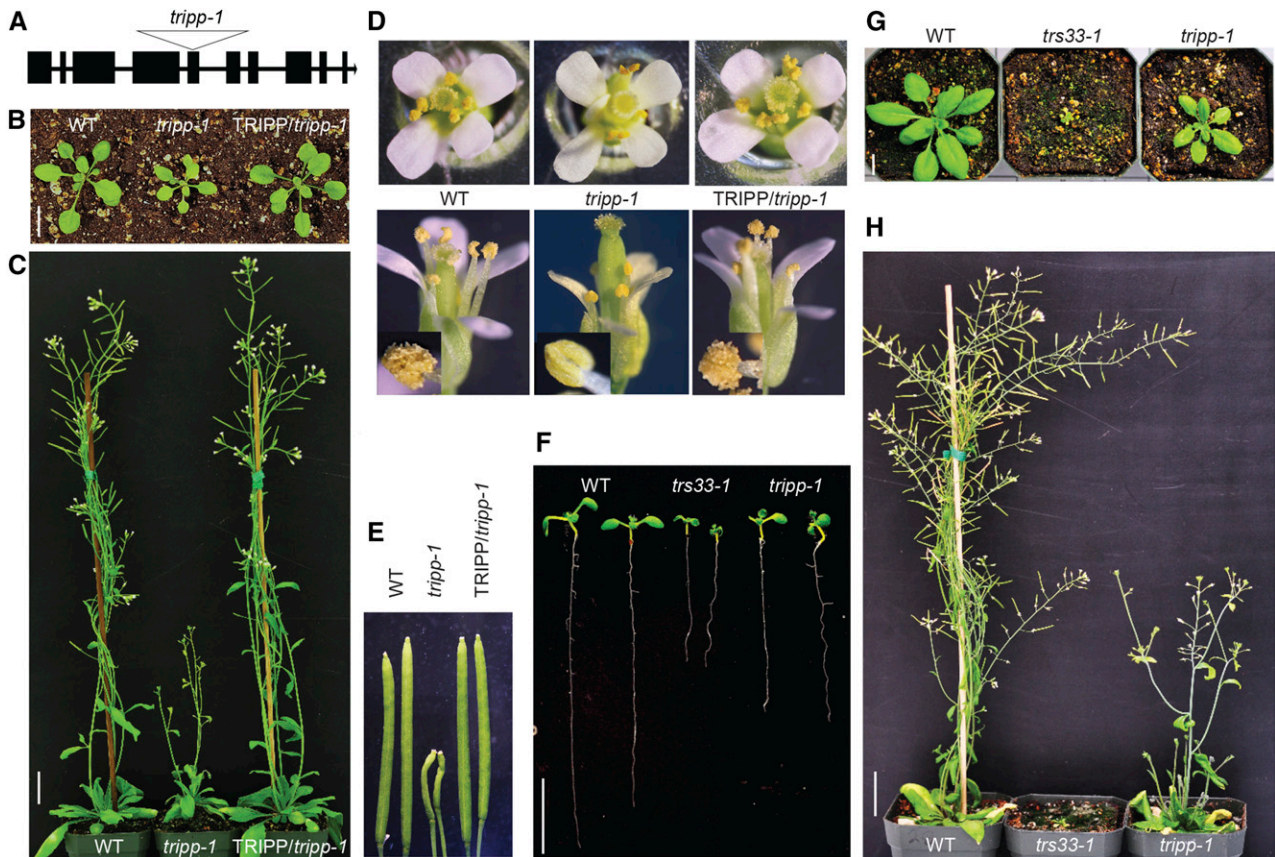 A
tripp-1
B
WT tripp-1 TRIPP/tripp-1
C
WT tripp-1 TRIPP/tripp-1
D
WT tripp-1 TRIPP/tripp-1
E
WT
tripp-1
TRIPP/tripp-1
F
WT trs33-1 tripp-1
G
WT trs33-1 tripp-1
H
WT trs33-1 tripp-1